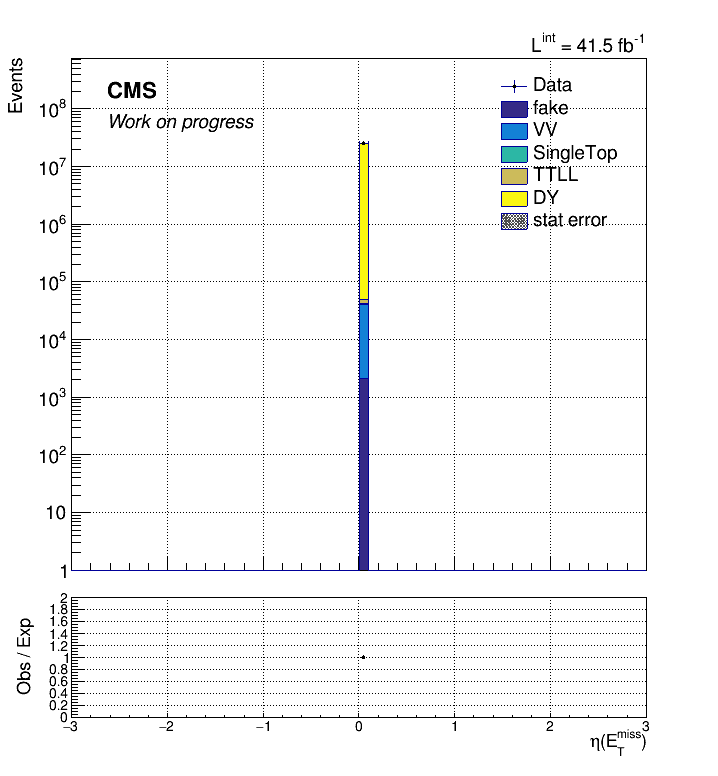 L^int = 41.5 fb^-1
Events
CMS
Work on progress
Data
fake
VV
SingleTop
TTLL
DY
stat error
10^8
10^7
10^6
10^5
10^4
10^3
10^2
10
1
Obs / Exp
2
1.8
1.6
1.4
1.2
1
0.8
0.6
0.4
0.2
0
−3 −2 −1 0 1 2 3
η(E_T^miss)